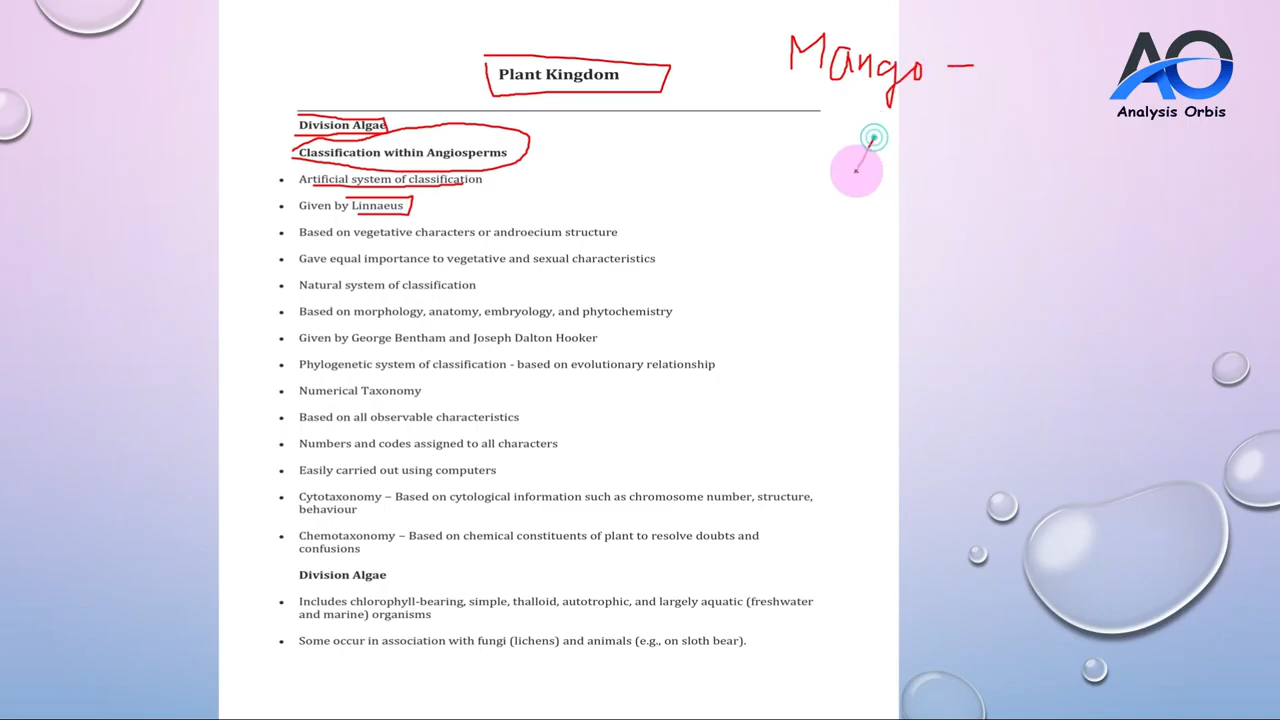 Mango -
AO
Analysis Orbis
Plant Kingdom
Division Algae
Classification within Angiosperms
• Artificial system of classification
• Given by Linnaeus
• Based on vegetative characters or androecium structure
• Gave equal importance to vegetative and sexual characteristics
• Natural system of classification
• Based on morphology, anatomy, embryology, and phytochemistry
• Given by George Bentham and Joseph Dalton Hooker
• Phylogenetic system of classification - based on evolutionary relationship
• Numerical Taxonomy
• Based on all observable characteristics
• Numbers and codes assigned to all characters
• Easily carried out using computers
• Cytotaxonomy – Based on cytological information such as chromosome number, structure,
behaviour
• Chemotaxonomy – Based on chemical constituents of plant to resolve doubts and
confusions
Division Algae
• Includes chlorophyll-bearing, simple, thalloid, autotrophic, and largely aquatic (freshwater
and marine) organisms
• Some occur in association with fungi (lichens) and animals (e.g., on sloth bear).